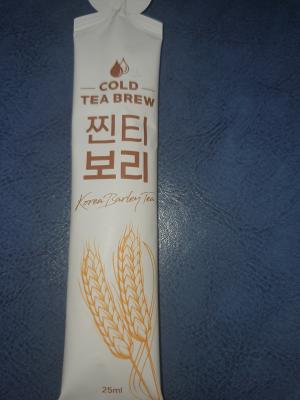 COLD
TEA BREW
찐티
보리
Korea Barley Tea
25ml